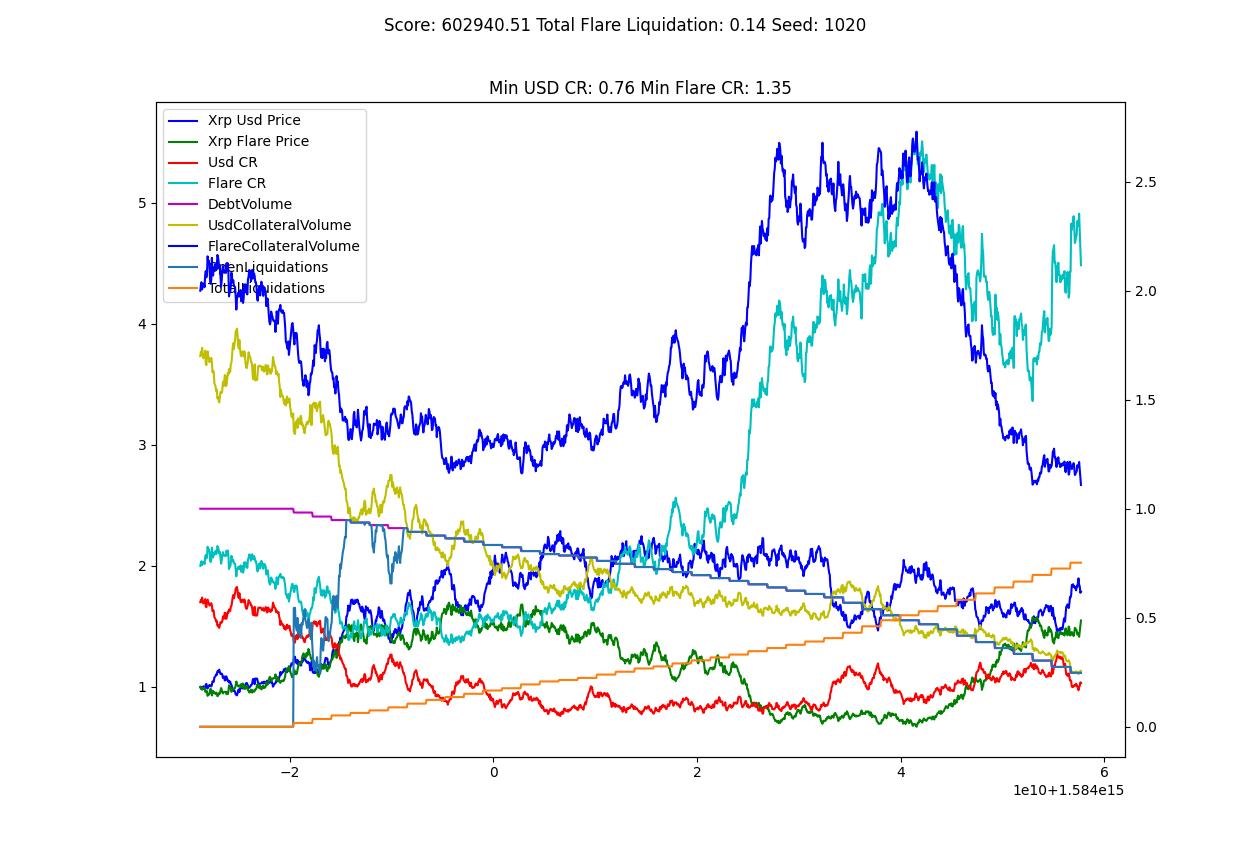 Score: 602940.51 Total Flare Liquidation: 0.14 Seed: 1020
Min USD CR: 0.76 Min Flare CR: 1.35
Xrp Usd Price
Xrp Flare Price
Usd CR
Flare CR
DebtVolume
UsdCollateralVolume
FlareCollateralVolume
OpenLiquidations
TotalLiquidations
5
4
3
2
1
2.5
2.0
1.5
1.0
0.5
0.0
−2
0
2
4
6
1e10+1.584e15